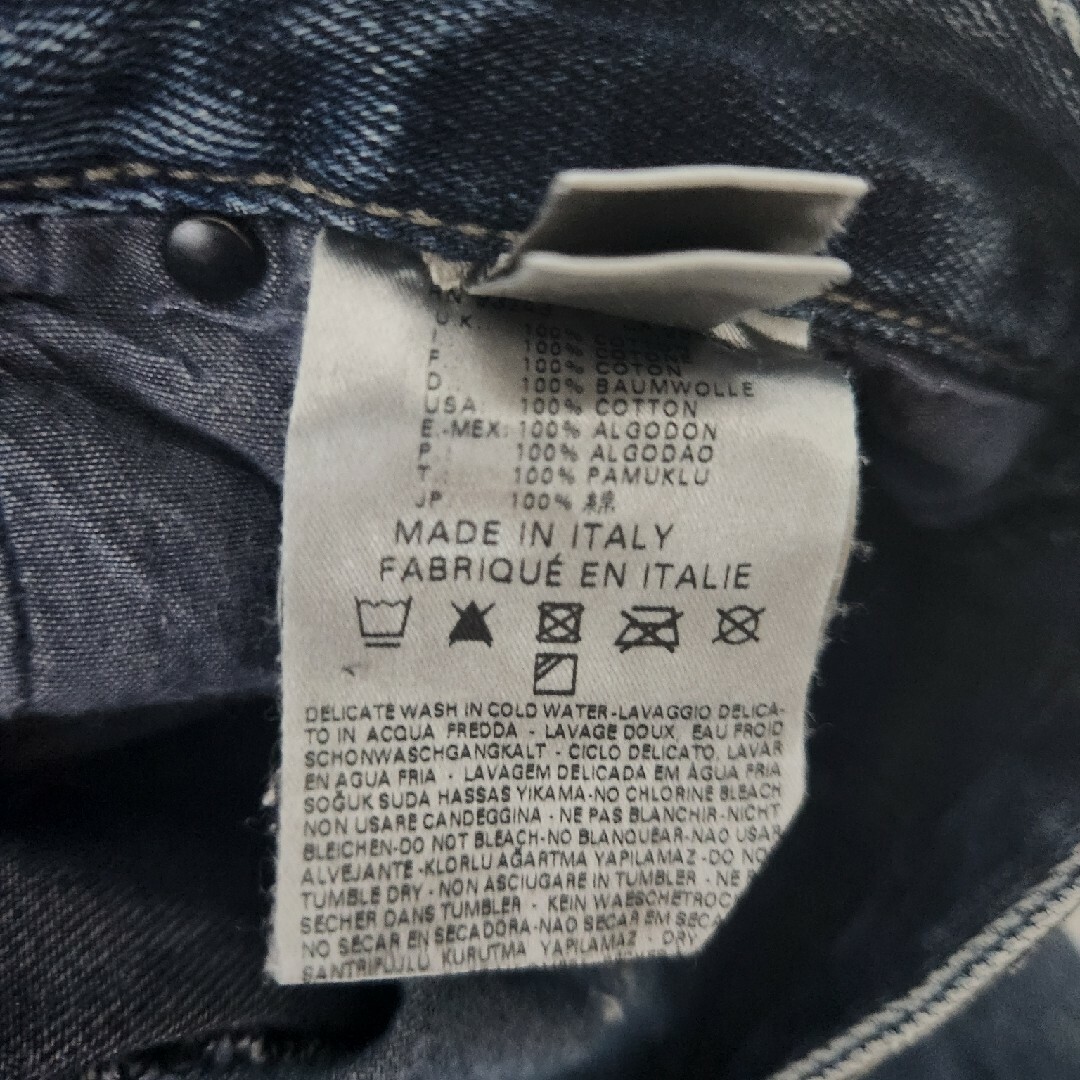 U.K.: 100%
I. 100% COTONE
F.: 100% COTON
D.: 100% BAUMWOLLE
USA: 100% COTTON
E.-MEX: 100% ALGODON
P.: 100% ALGODAO
T.: 100% PAMUKLU
JP. 100% 綿
MADE IN ITALY
FABRIQUÉ EN ITALIE
DELICATE WASH IN COLD WATER-LAVAGGIO DELICA-
TO IN ACQUA FREDDA - LAVAGE DOUX, EAU FROID
SCHONWASCHGANGKALT - CICLO DELICATO, LAVAR
EN AGUA FRIA - LAVAGEM DELICADA EM ÁGUA FRIA
SOĞUK SUDA HASSAS YIKAMA-NO CHLORINE BLEACH
NON USARE CANDEGGINA - NE PAS BLANCHIR-NICHT
BLEICHEN-DO NOT BLEACH-NO BLANQUEAR-NAO USAR
ALVEJANTE -KLORLU AĞARTMA YAPILAMAZ -DO NO
TUMBLE DRY - NON ASCIUGARE IN TUMBLER - NE P
SECHER DANS TUMBLER - KEIN WAESCHETROC
NO SECAR EN SECADORA-NAO SECAR EM SECA
SANTRIFÜJLÜ KURUTMA YAPILAMAZ - DRY